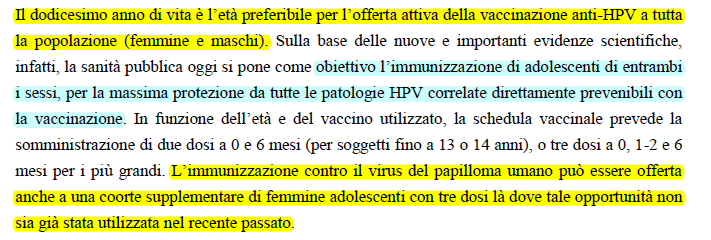 Il dodicesimo anno di vita è l'età preferibile per l'offerta attiva della vaccinazione anti-HPV a tutta
la popolazione (femmine e maschi). Sulla base delle nuove e importanti evidenze scientifiche,
infatti, la sanità pubblica oggi si pone come obiettivo l'immunizzazione di adolescenti di entrambi
i sessi, per la massima protezione da tutte le patologie HPV correlate direttamente prevenibili con
la vaccinazione. In funzione dell'età e del vaccino utilizzato, la schedula vaccinale prevede la
somministrazione di due dosi a 0 e 6 mesi (per soggetti fino a 13 o 14 anni), o tre dosi a 0, 1-2 e 6
mesi per i più grandi. L'immunizzazione contro il virus del papilloma umano può essere offerta
anche a una coorte supplementare di femmine adolescenti con tre dosi là dove tale opportunità non
sia già stata utilizzata nel recente passato.